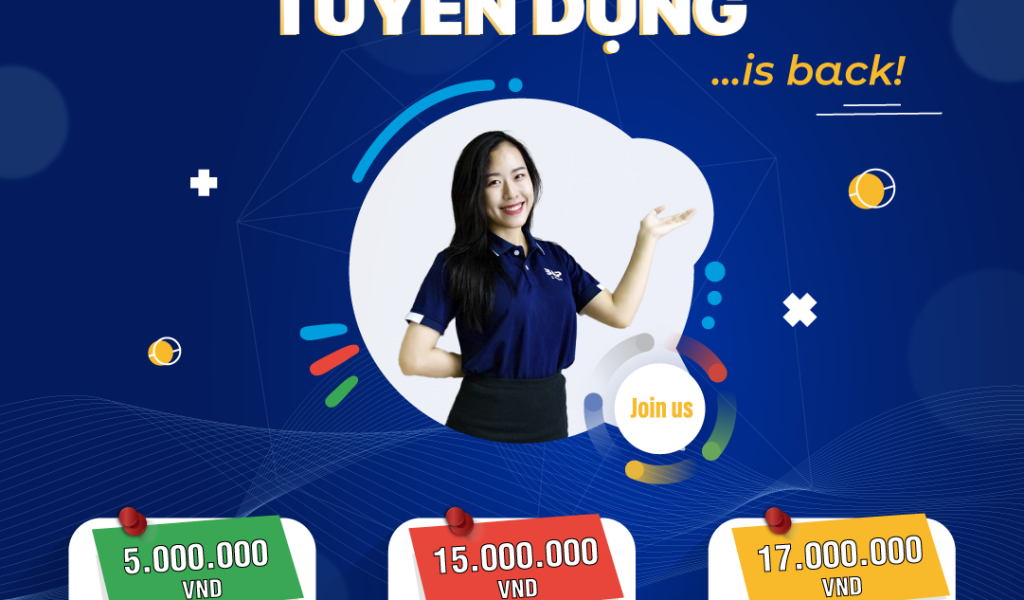 TUYỂN DỤNG
...is back!
Join us
5.000.000
VND
15.000.000
VND
17.000.000
VND